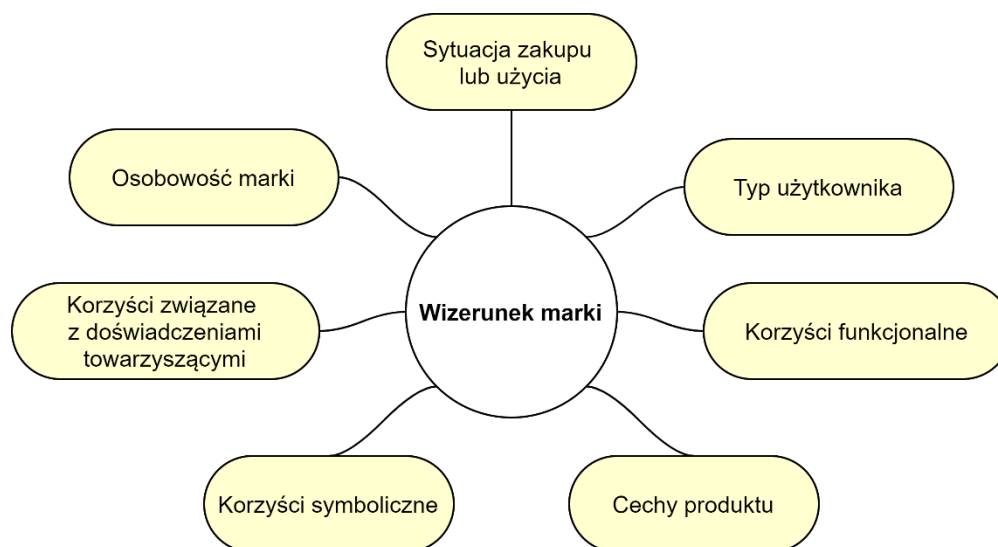 Sytuacja zakupu
lub użycia
Osobowość marki
Typ użytkownika
Korzyści związane
z doświadczeniami
towarzyszącymi
Wizerunek marki
Korzyści funkcjonalne
Korzyści symboliczne
Cechy produktu